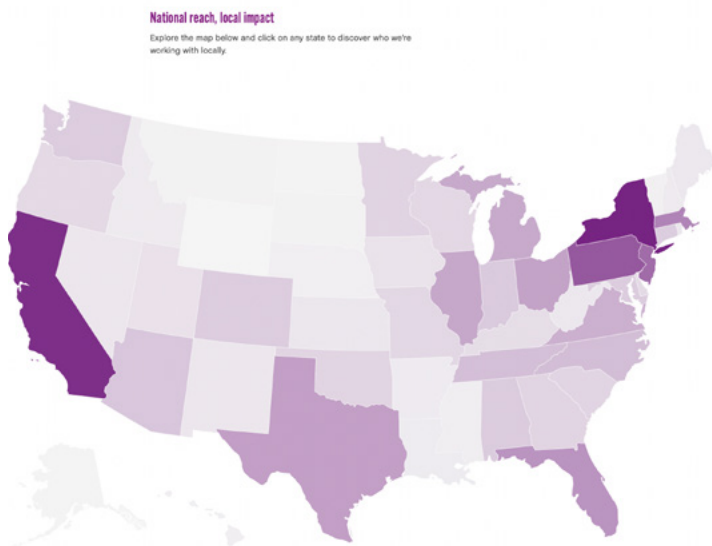 National reach, local impact
Explore the map below and click on any state to discover who we're
working with locally.